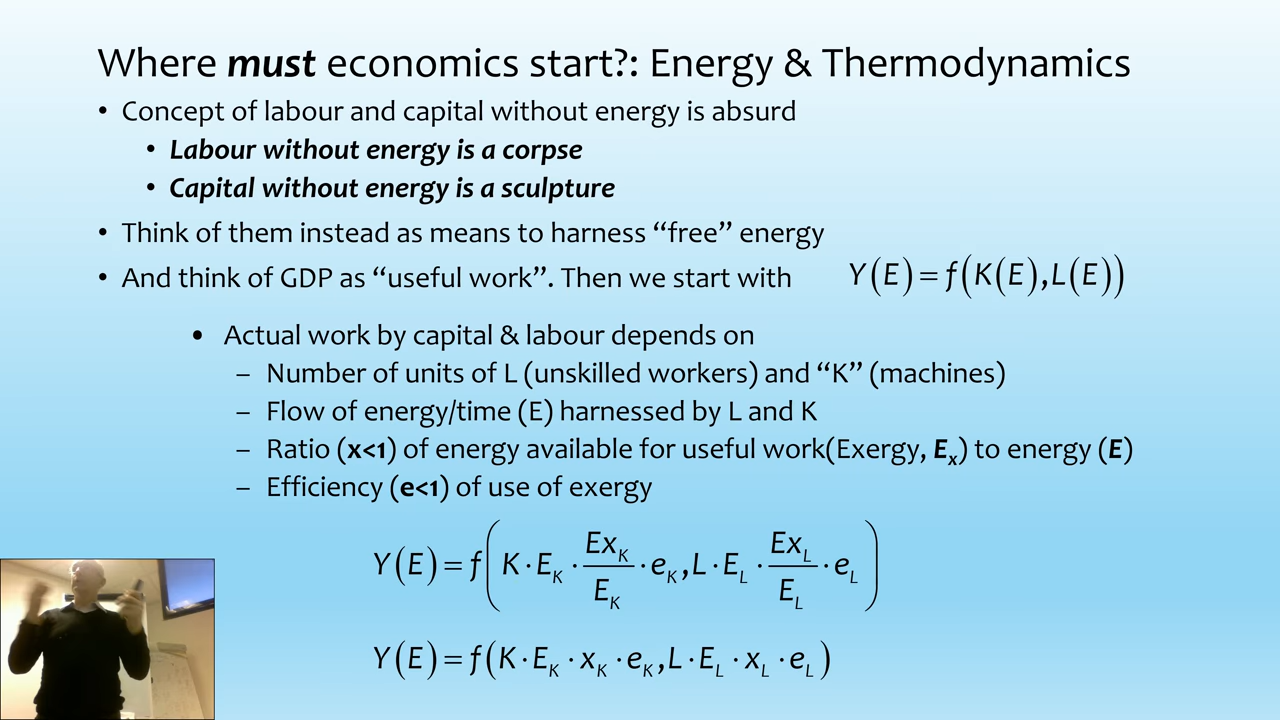 Where must economics start?: Energy & Thermodynamics
• Concept of labour and capital without energy is absurd
• Labour without energy is a corpse
• Capital without energy is a sculpture
• Think of them instead as means to harness “free” energy
• And think of GDP as “useful work”. Then we start with Y(E)=f(K(E),L(E))
• Actual work by capital & labour depends on
– Number of units of L (unskilled workers) and “K” (machines)
– Flow of energy/time (E) harnessed by L and K
– Ratio (x<1) of energy available for useful work(Exergy, Eₓ) to energy (E)
– Efficiency (e<1) of use of exergy
Y(E)=f(K·E_K·Ex_K/E_K·e_K,L·E_L·Ex_L/E_L·e_L)
Y(E)=f(K·E_K·x_K·e_K,L·E_L·x_L·e_L)